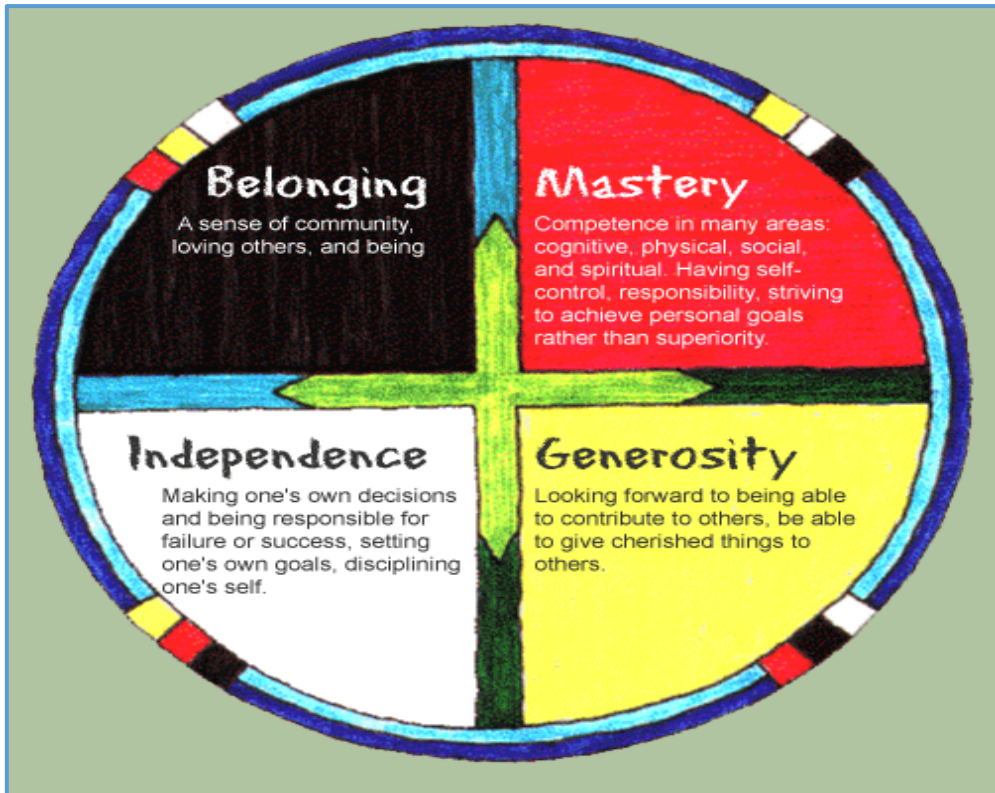 Belonging
A sense of community,
loving others, and being
Mastery
Competence in many areas:
cognitive, physical, social,
and spiritual. Having self-
control, responsibility, striving
to achieve personal goals
rather than superiority.
Independence
Making one's own decisions
and being responsible for
failure or success, setting
one's own goals, disciplining
one's self.
Generosity
Looking forward to being able
to contribute to others, be able
to give cherished things to
others.